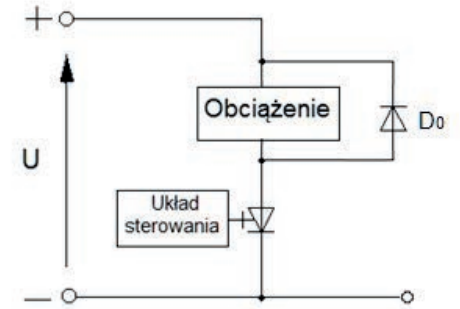 +
Obciążenie
D0
U
Układ
sterowania
—